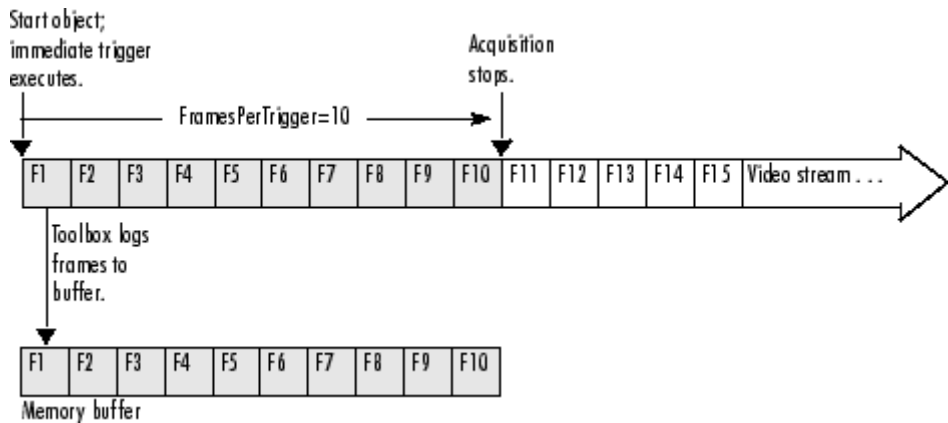 Start object;
immediate trigger
executes.
Acquisition
stops.
FramesPerTrigger=10
F1 F2 F3 F4 F5 F6 F7 F8 F9 F10 F11 F12 F13 F14 F15 Video stream . . .
Toolbox logs
frames to
buffer.
F1 F2 F3 F4 F5 F6 F7 F8 F9 F10
Memory buffer